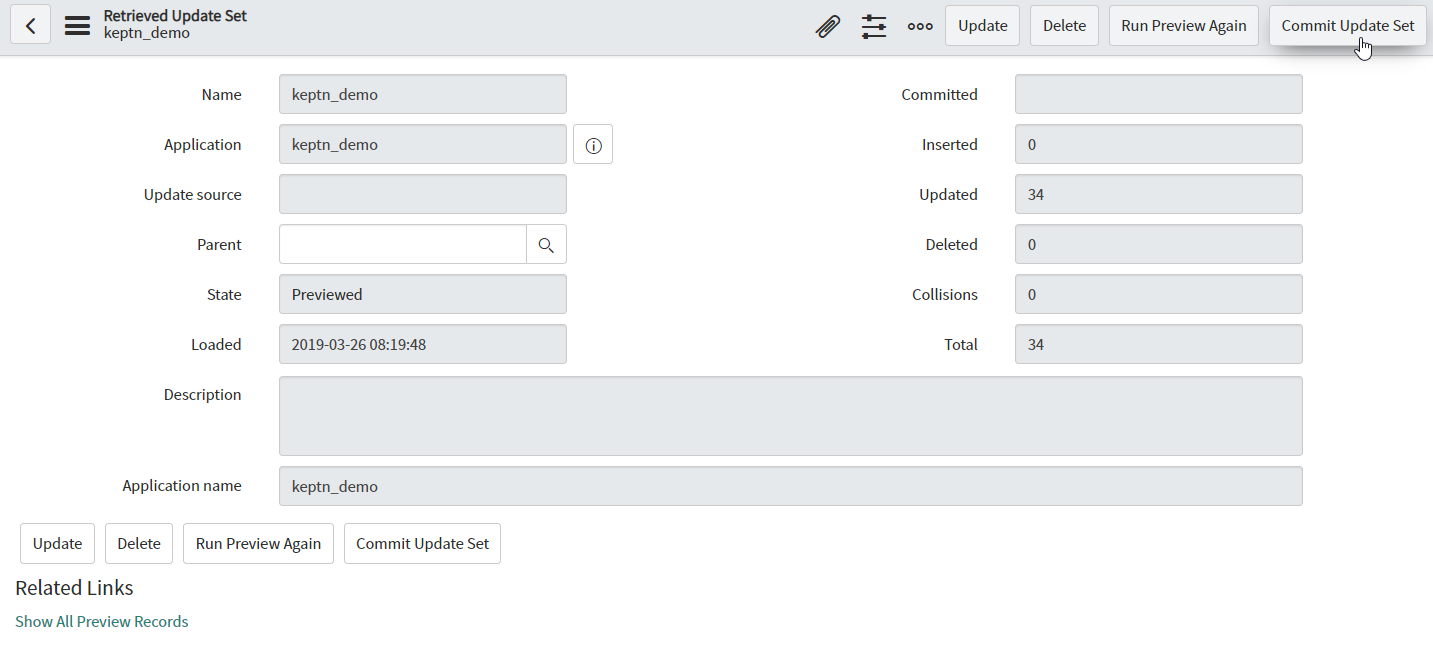 Retrieved Update Set
keptn_demo
Update
Delete
Run Preview Again
Commit Update Set
Name
keptn_demo
Application
keptn_demo
Update source
Parent
State
Previewed
Loaded
2019-03-26 08:19:48
Committed
Inserted
0
Updated
34
Deleted
0
Collisions
0
Total
34
Description
Application name
keptn_demo
Update
Delete
Run Preview Again
Commit Update Set
Related Links
Show All Preview Records